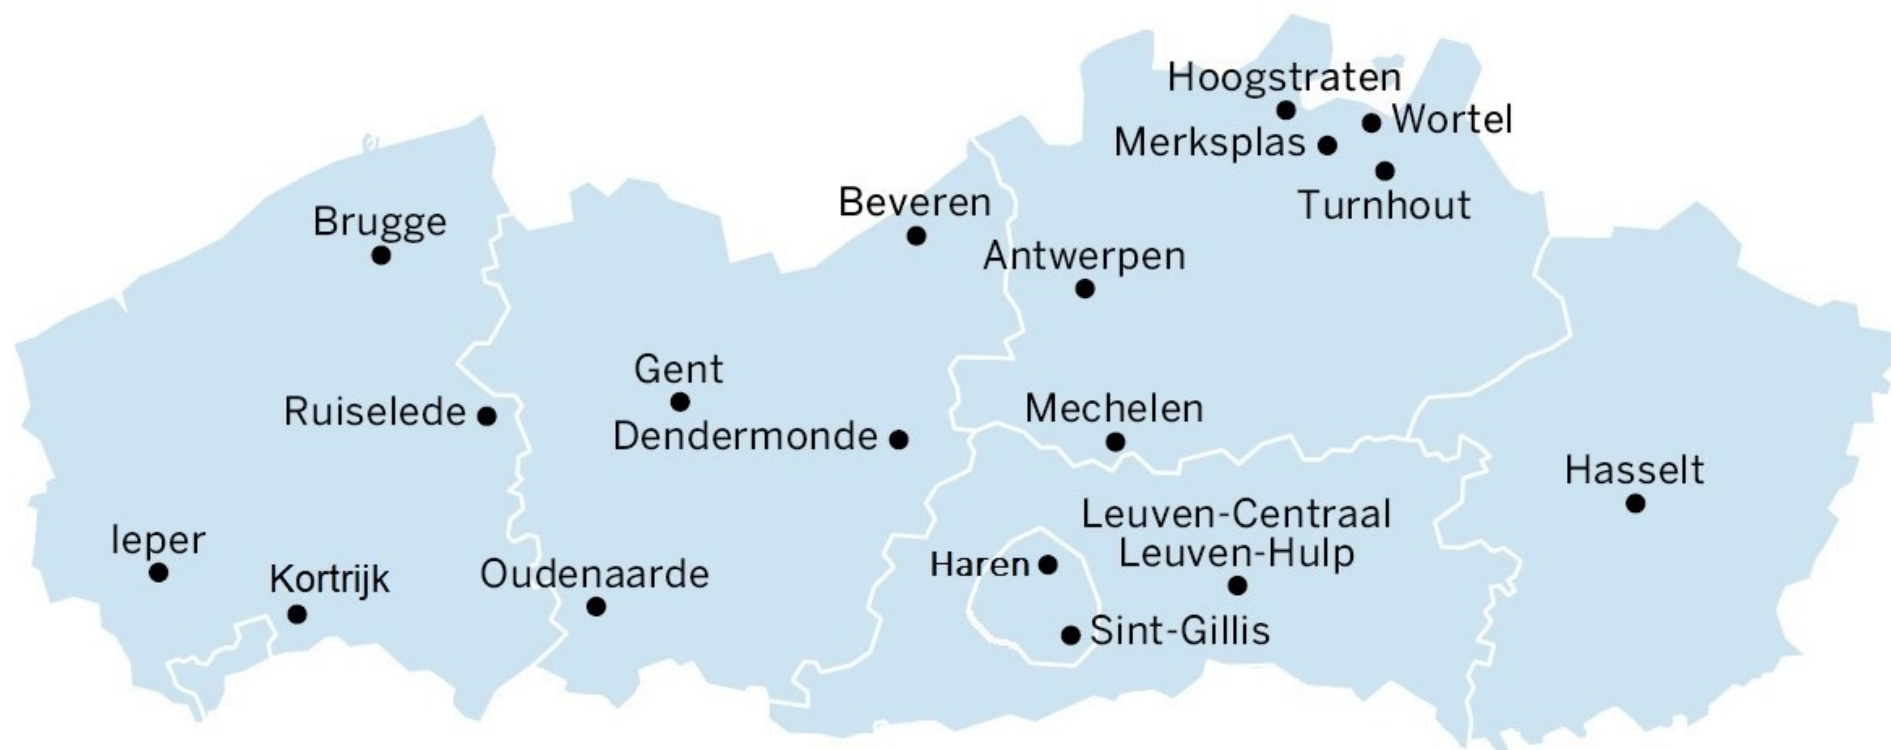 Hoogstraten
Wortel
Merksplas
Turnhout
Beveren
Brugge
Antwerpen
Gent
Ruiselede
Dendermonde
Mechelen
Hasselt
Leuven-Centraal
Leuven-Hulp
Ieper
Kortrijk
Oudenaarde
Haren
Sint-Gillis